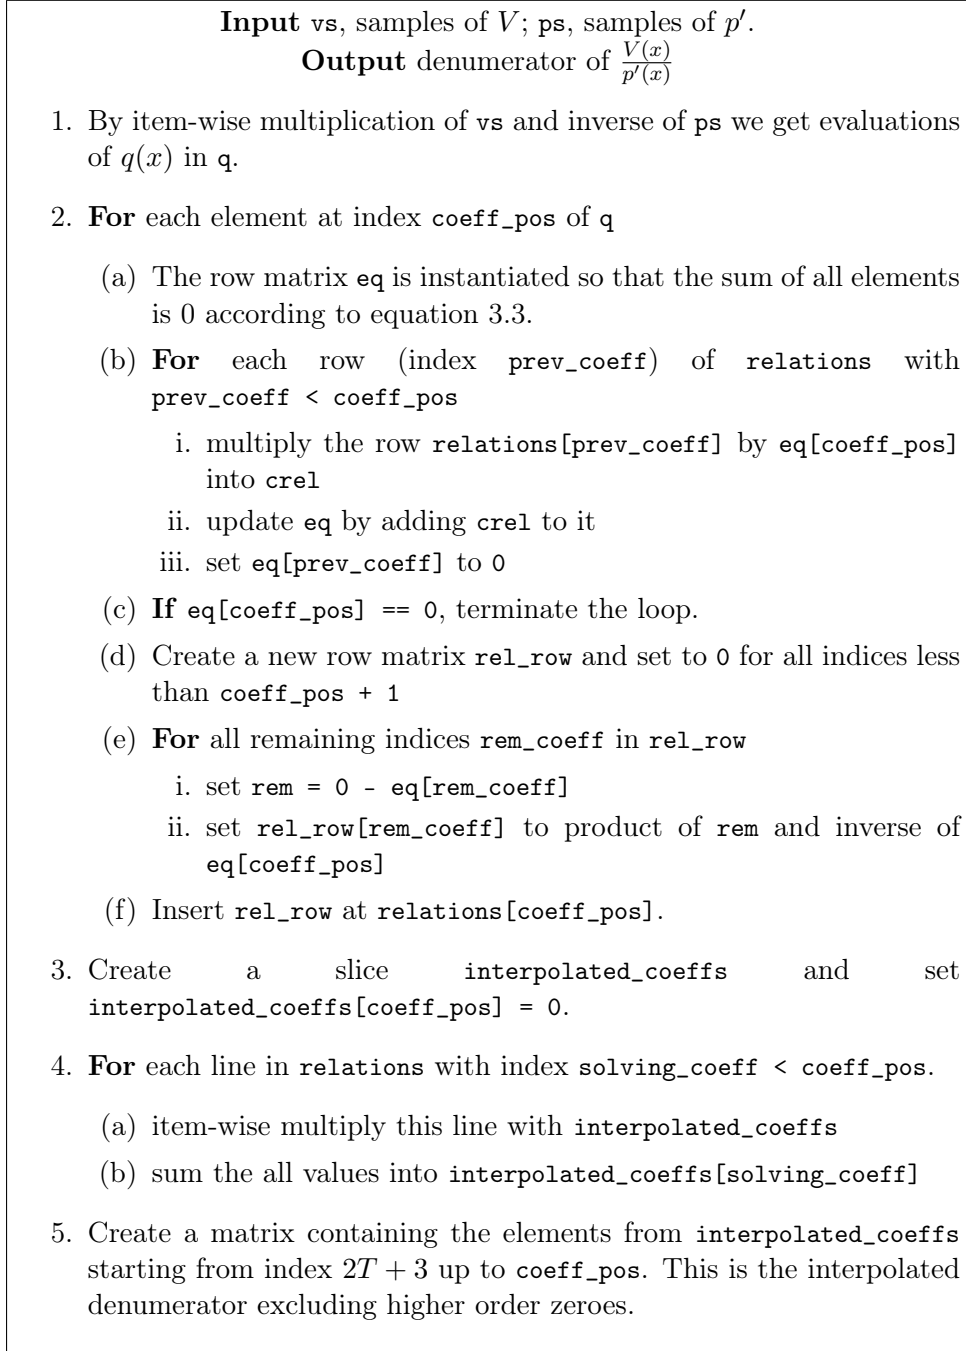 Input vs, samples of V; ps, samples of p′.
Output denumerator of V(x)/p′(x)
1. By item-wise multiplication of vs and inverse of ps we get evaluations
of q(x) in q.
2. For each element at index coeff_pos of q
(a) The row matrix eq is instantiated so that the sum of all elements
is 0 according to equation 3.3.
(b) For each row (index prev_coeff) of relations with
prev_coeff < coeff_pos
i. multiply the row relations[prev_coeff] by eq[coeff_pos]
into crel
ii. update eq by adding crel to it
iii. set eq[prev_coeff] to 0
(c) If eq[coeff_pos] == 0, terminate the loop.
(d) Create a new row matrix rel_row and set to 0 for all indices less
than coeff_pos + 1
(e) For all remaining indices rem_coeff in rel_row
i. set rem = 0 - eq[rem_coeff]
ii. set rel_row[rem_coeff] to product of rem and inverse of
eq[coeff_pos]
(f) Insert rel_row at relations[coeff_pos].
3. Create a slice interpolated_coeffs and set
interpolated_coeffs[coeff_pos] = 0.
4. For each line in relations with index solving_coeff < coeff_pos.
(a) item-wise multiply this line with interpolated_coeffs
(b) sum the all values into interpolated_coeffs[solving_coeff]
5. Create a matrix containing the elements from interpolated_coeffs
starting from index 2T + 3 up to coeff_pos. This is the interpolated
denumerator excluding higher order zeroes.